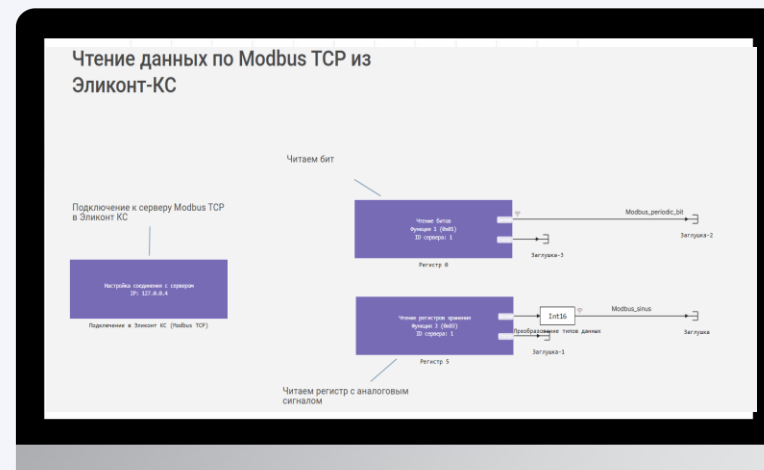 Чтение данных по Modbus TCP из
Эликонт-КС
Читаем бит
Подключение к серверу Modbus TCP
в Эликонт КС
Чтение битов
Функция 1 (0x01)
ID сервера: 1
Modbus_periodic_bit
Заглушка-2
Заглушка-3
Регистр 0
Настройка соединения с сервером
IP: 127.0.0.4
Подключение в Эликонт КС (Modbus TCP)
Чтение регистров хранения
Функция 3 (0x03)
ID сервера: 1
Int16
Modbus_sinus
Преобразование типов данных
Заглушка
Заглушка-1
Регистр 5
Читаем регистр с аналоговым
сигналом